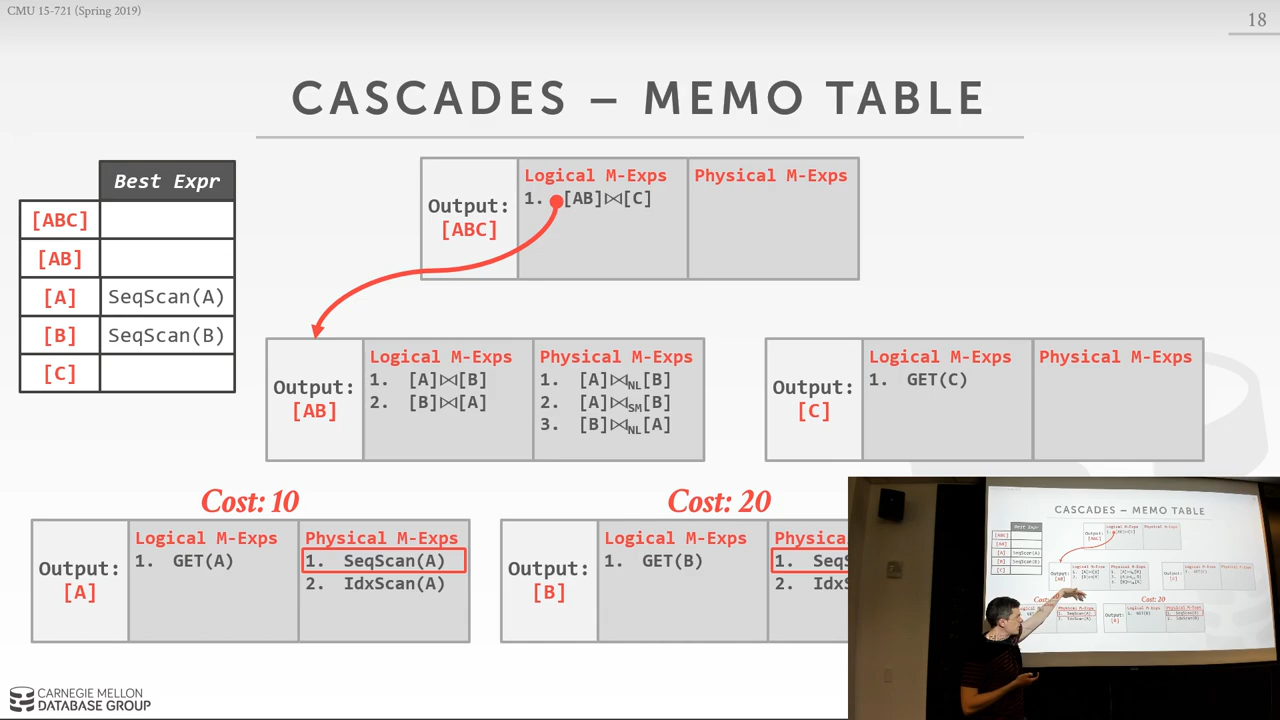 CMU 15-721 (Spring 2019)
18
CASCADES – MEMO TABLE
Best Expr
[ABC]
[AB]
[A] SeqScan(A)
[B] SeqScan(B)
[C]
Output:
[ABC]
Logical M-Exps
1. [AB]⋈[C]
Physical M-Exps
Output:
[AB]
Logical M-Exps
1. [A]⋈[B]
2. [B]⋈[A]
Physical M-Exps
1. [A]⋈NL[B]
2. [A]⋈SM[B]
3. [B]⋈NL[A]
Output:
[C]
Logical M-Exps
1. GET(C)
Physical M-Exps
Cost: 10
Output:
[A]
Logical M-Exps
1. GET(A)
Physical M-Exps
1. SeqScan(A)
2. IdxScan(A)
Cost: 20
Output:
[B]
Logical M-Exps
1. GET(B)
Physica
1. Seq
2. Idx
CASCADES – MEMO TABLE
CARNEGIE MELLON
DATABASE GROUP